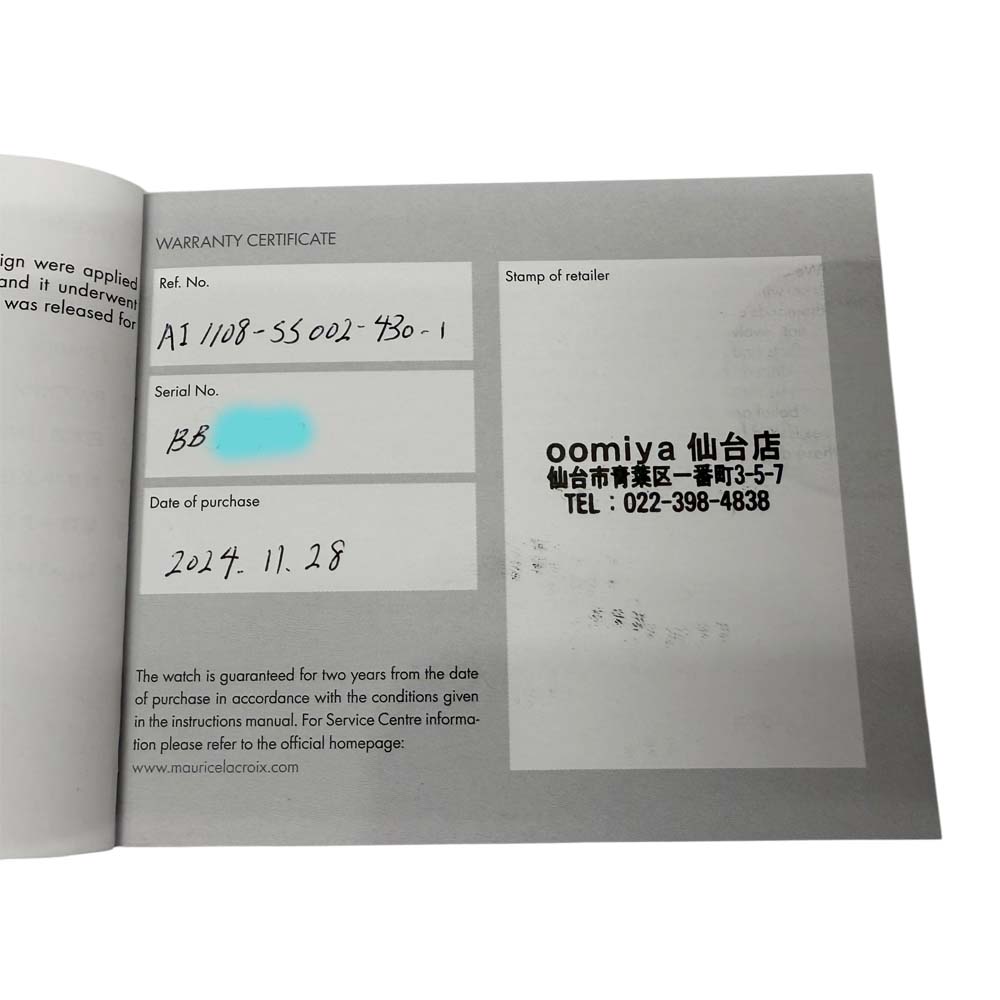 ign were applied
and it underwent
was released for
WARRANTY CERTIFICATE
Ref. No.
AI 1108-SS002-430-1
Serial No.
BB
Date of purchase
2024. 11. 28
The watch is guaranteed for two years from the date
of purchase in accordance with the conditions given
in the instructions manual. For Service Centre informa-
tion please refer to the official homepage:
www.mauricelacroix.com
Stamp of retailer
oomiya 仙台店
仙台市青葉区一番町3-5-7
TEL：022-398-4838